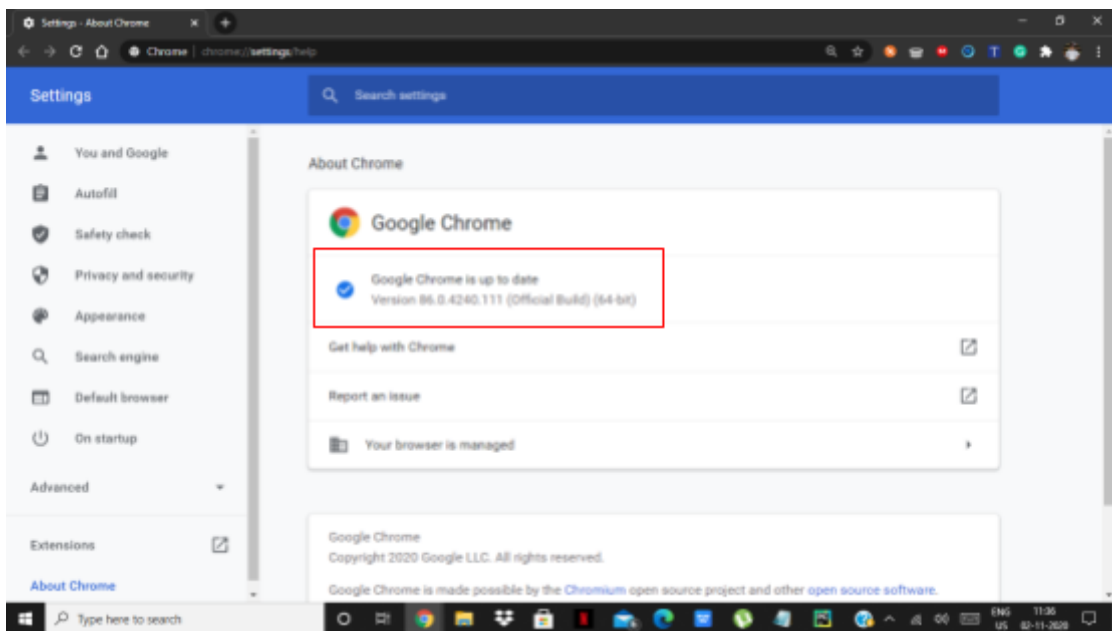 Settings - About Chrome
Chrome | chrome://settings/help
Settings
Search settings
You and Google
Autofill
Safety check
Privacy and security
Appearance
Search engine
Default browser
On startup
Advanced
Extensions
About Chrome
About Chrome
Google Chrome
Google Chrome is up to date
Version 86.0.4240.111 (Official Build) (64-bit)
Get help with Chrome
Report an issue
Your browser is managed
Google Chrome
Copyright 2020 Google LLC. All rights reserved.
Google Chrome is made possible by the Chromium open source project and other open source software.
Type here to search
ENG
US
11:36
02-11-2020